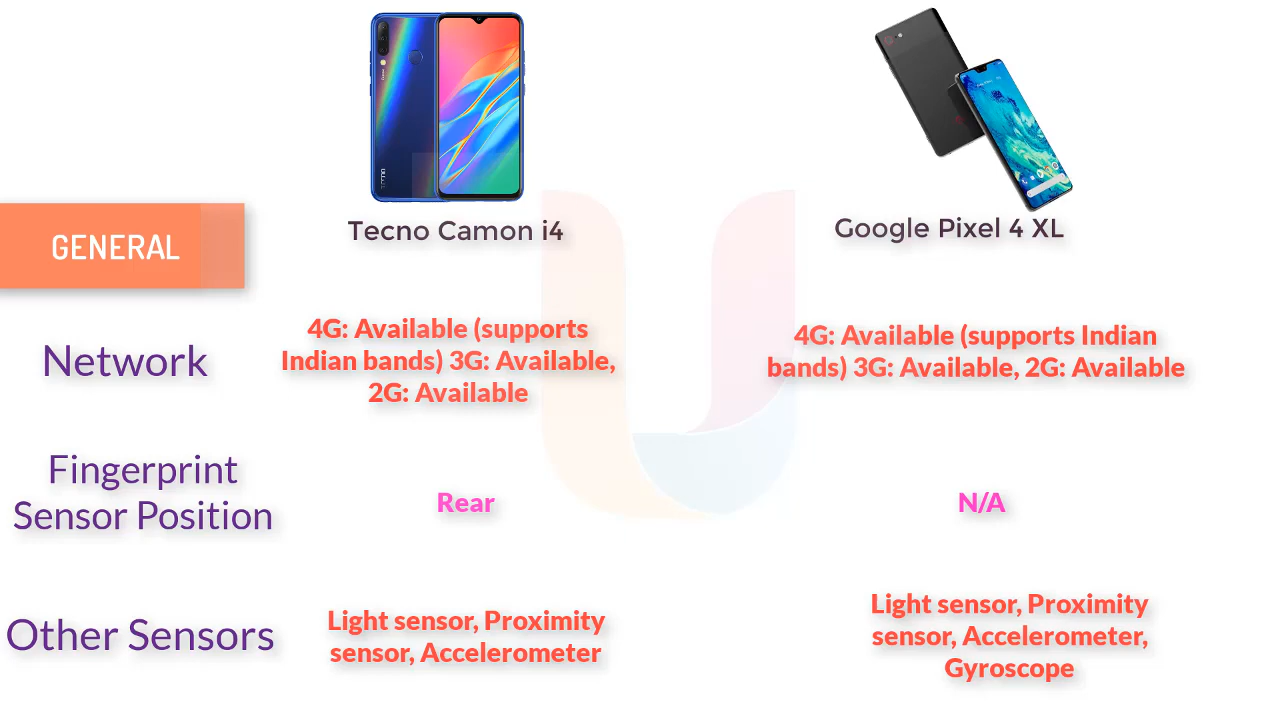 Tecno Camon i4
Google Pixel 4 XL
GENERAL
Network
4G: Available (supports
Indian bands) 3G: Available,
2G: Available
4G: Available (supports Indian
bands) 3G: Available, 2G: Available
Fingerprint
Sensor Position
Rear
N/A
Other Sensors
Light sensor, Proximity
sensor, Accelerometer
Light sensor, Proximity
sensor, Accelerometer,
Gyroscope